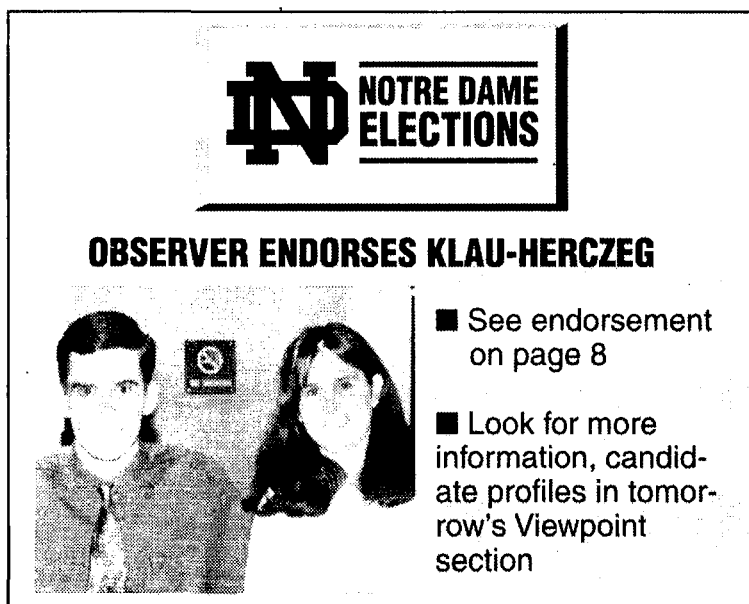 NOTRE DAME
ELECTIONS
OBSERVER ENDORSES KLAU-HERCZEG
■ See endorsement
on page 8
■ Look for more
information, candid-
ate profiles in tomor-
row's Viewpoint
section